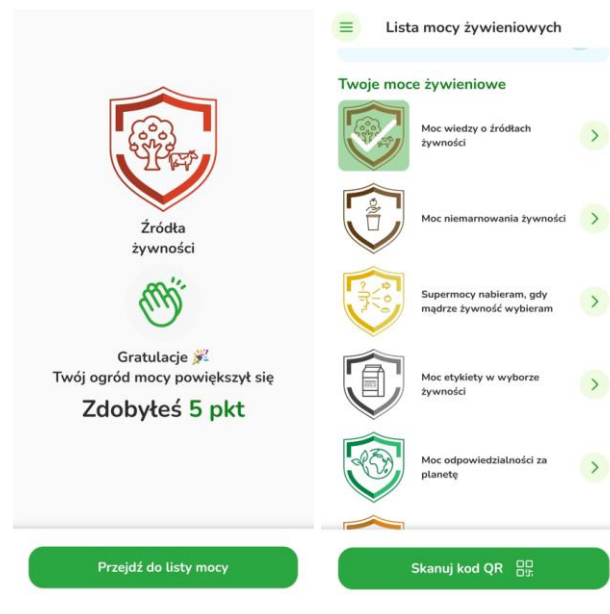 Źródła
żywności
Gratulacje 🎉
Twój ogród mocy powiększył się
Zdobyłeś 5 pkt
Przejdź do listy mocy
Lista mocy żywieniowych
Twoje moce żywieniowe
Moc wiedzy o źródłach
żywności
Moc niemarnowania żywności
Supermocy nabieram, gdy
mądrze żywność wybieram
Moc etykiety w wyborze
żywności
Moc odpowiedzialności za
planetę
Skanuj kod QR